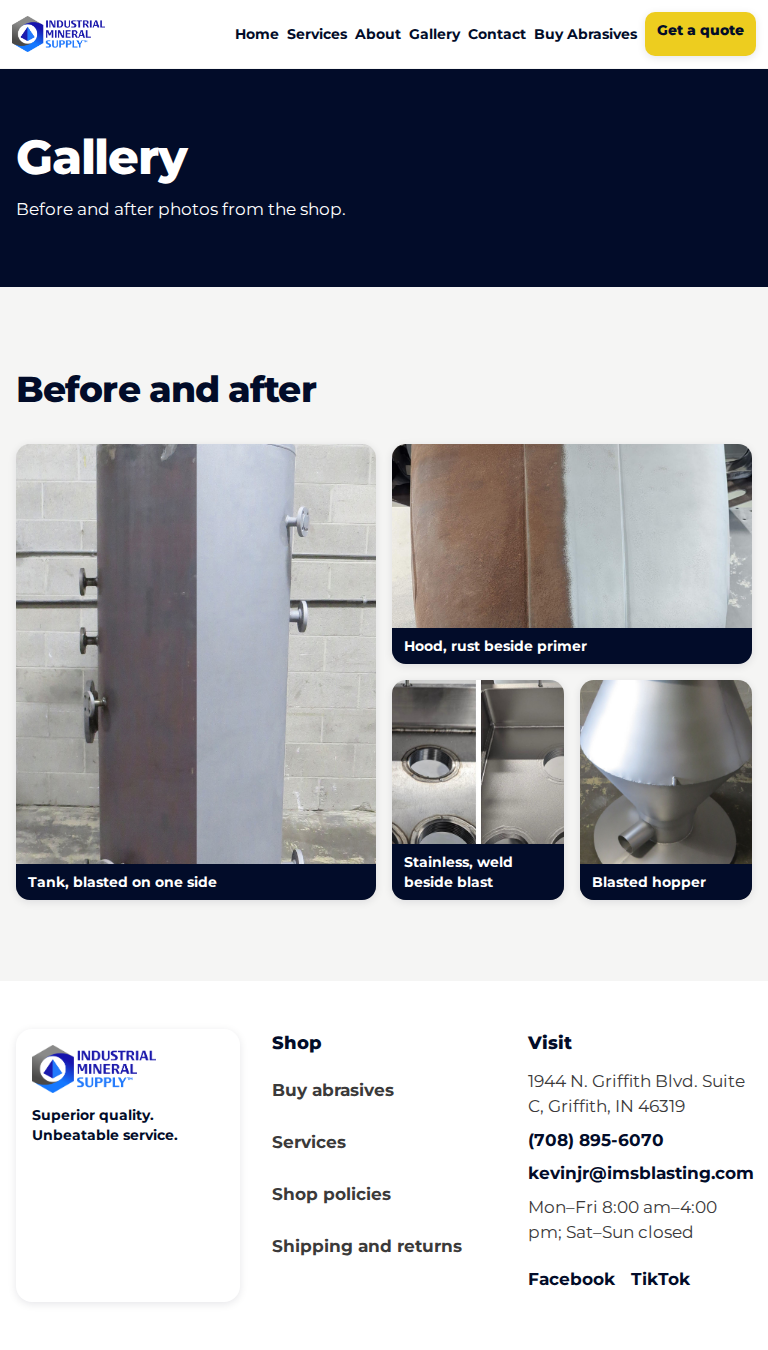 INDUSTRIAL
MINERAL
SUPPLY™
Home Services About Gallery Contact Buy Abrasives Get a quote
Gallery
Before and after photos from the shop.
Before and after
Hood, rust beside primer
Tank, blasted on one side
Stainless, weld
beside blast
Blasted hopper
INDUSTRIAL
MINERAL
SUPPLY™
Superior quality.
Unbeatable service.
Shop
Buy abrasives
Services
Shop policies
Shipping and returns
Visit
1944 N. Griffith Blvd. Suite
C, Griffith, IN 46319
(708) 895-6070
kevinjr@imsblasting.com
Mon–Fri 8:00 am–4:00
pm; Sat–Sun closed
Facebook TikTok